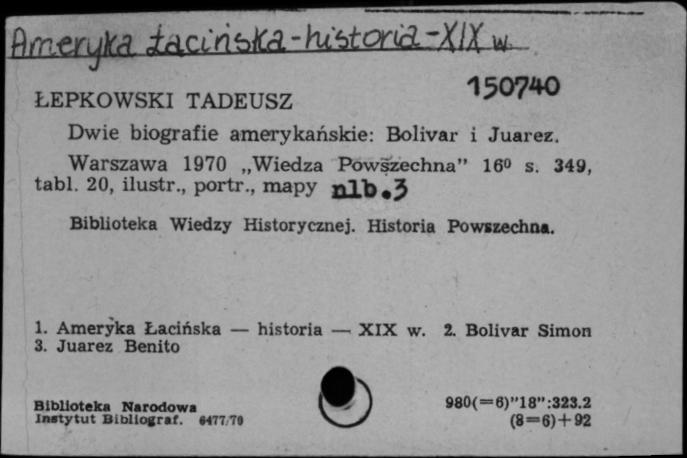 Ameryka Łacińska - historia - XIX w.
150740
ŁEPKOWSKI TADEUSZ
Dwie biografie amerykańskie: Bolivar i Juarez.
Warszawa 1970 „Wiedza Powszechna” 16⁰ s. 349,
tabl. 20, ilustr., portr., mapy nlb. 3
Biblioteka Wiedzy Historycznej. Historia Powszechna.
1. Ameryka Łacińska — historia — XIX w. 2. Bolivar Simon
3. Juarez Benito
Biblioteka Narodowa
Instytut Bibliograf. 6477/70
980(=6)”18”:323.2
(8=6)+92